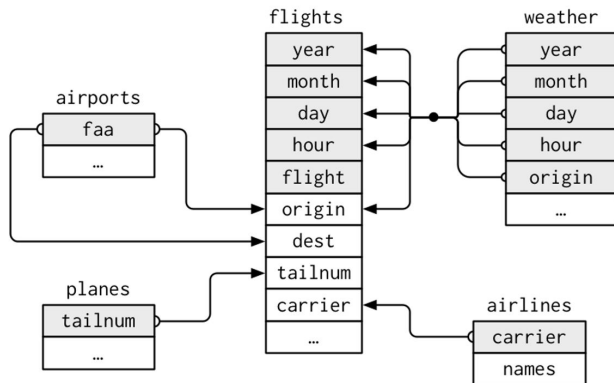 flights
year
month
day
hour
flight
origin
dest
tailnum
carrier
…
weather
year
month
day
hour
origin
…
airports
faa
…
planes
tailnum
…
airlines
carrier
names